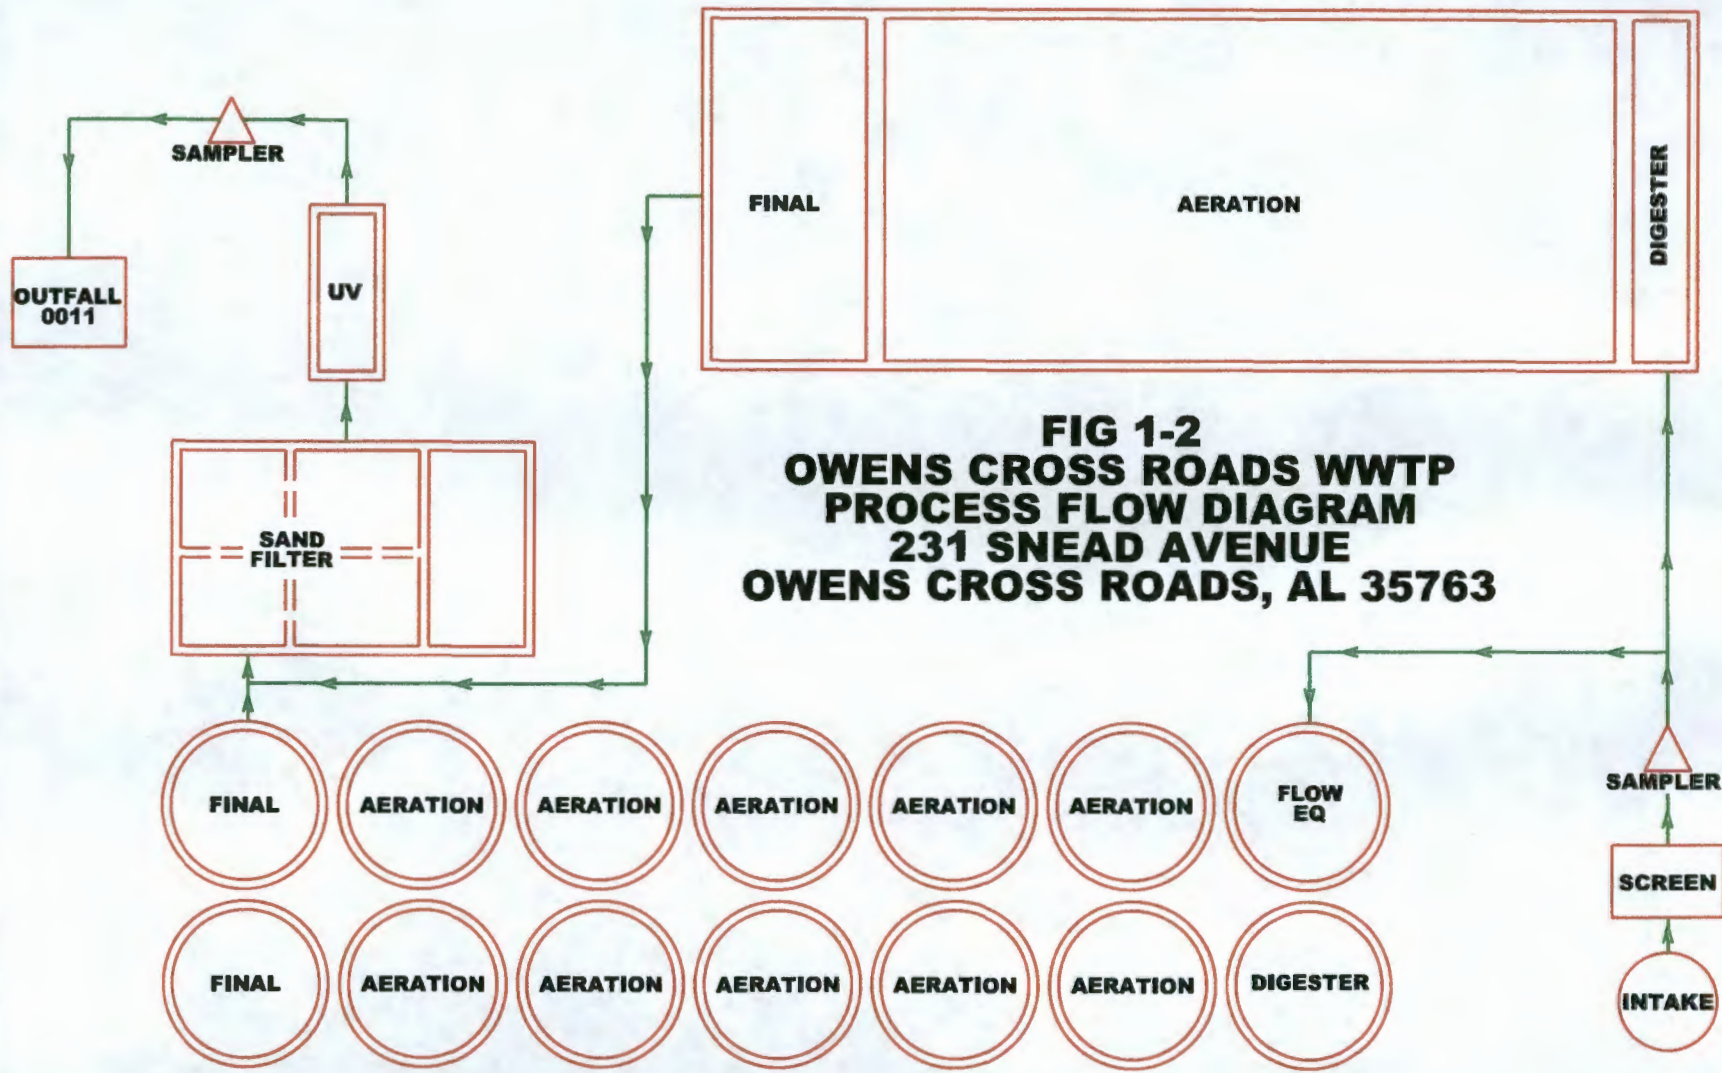 SAMPLER
OUTFALL
0011
UV
SAND
FILTER
FINAL
AERATION
DIGESTER
FIG 1-2
OWENS CROSS ROADS WWTP
PROCESS FLOW DIAGRAM
231 SNEAD AVENUE
OWENS CROSS ROADS, AL 35763
FINAL
AERATION
AERATION
AERATION
AERATION
AERATION
FLOW
EQ
SAMPLER
SCREEN
FINAL
AERATION
AERATION
AERATION
AERATION
AERATION
DIGESTER
INTAKE